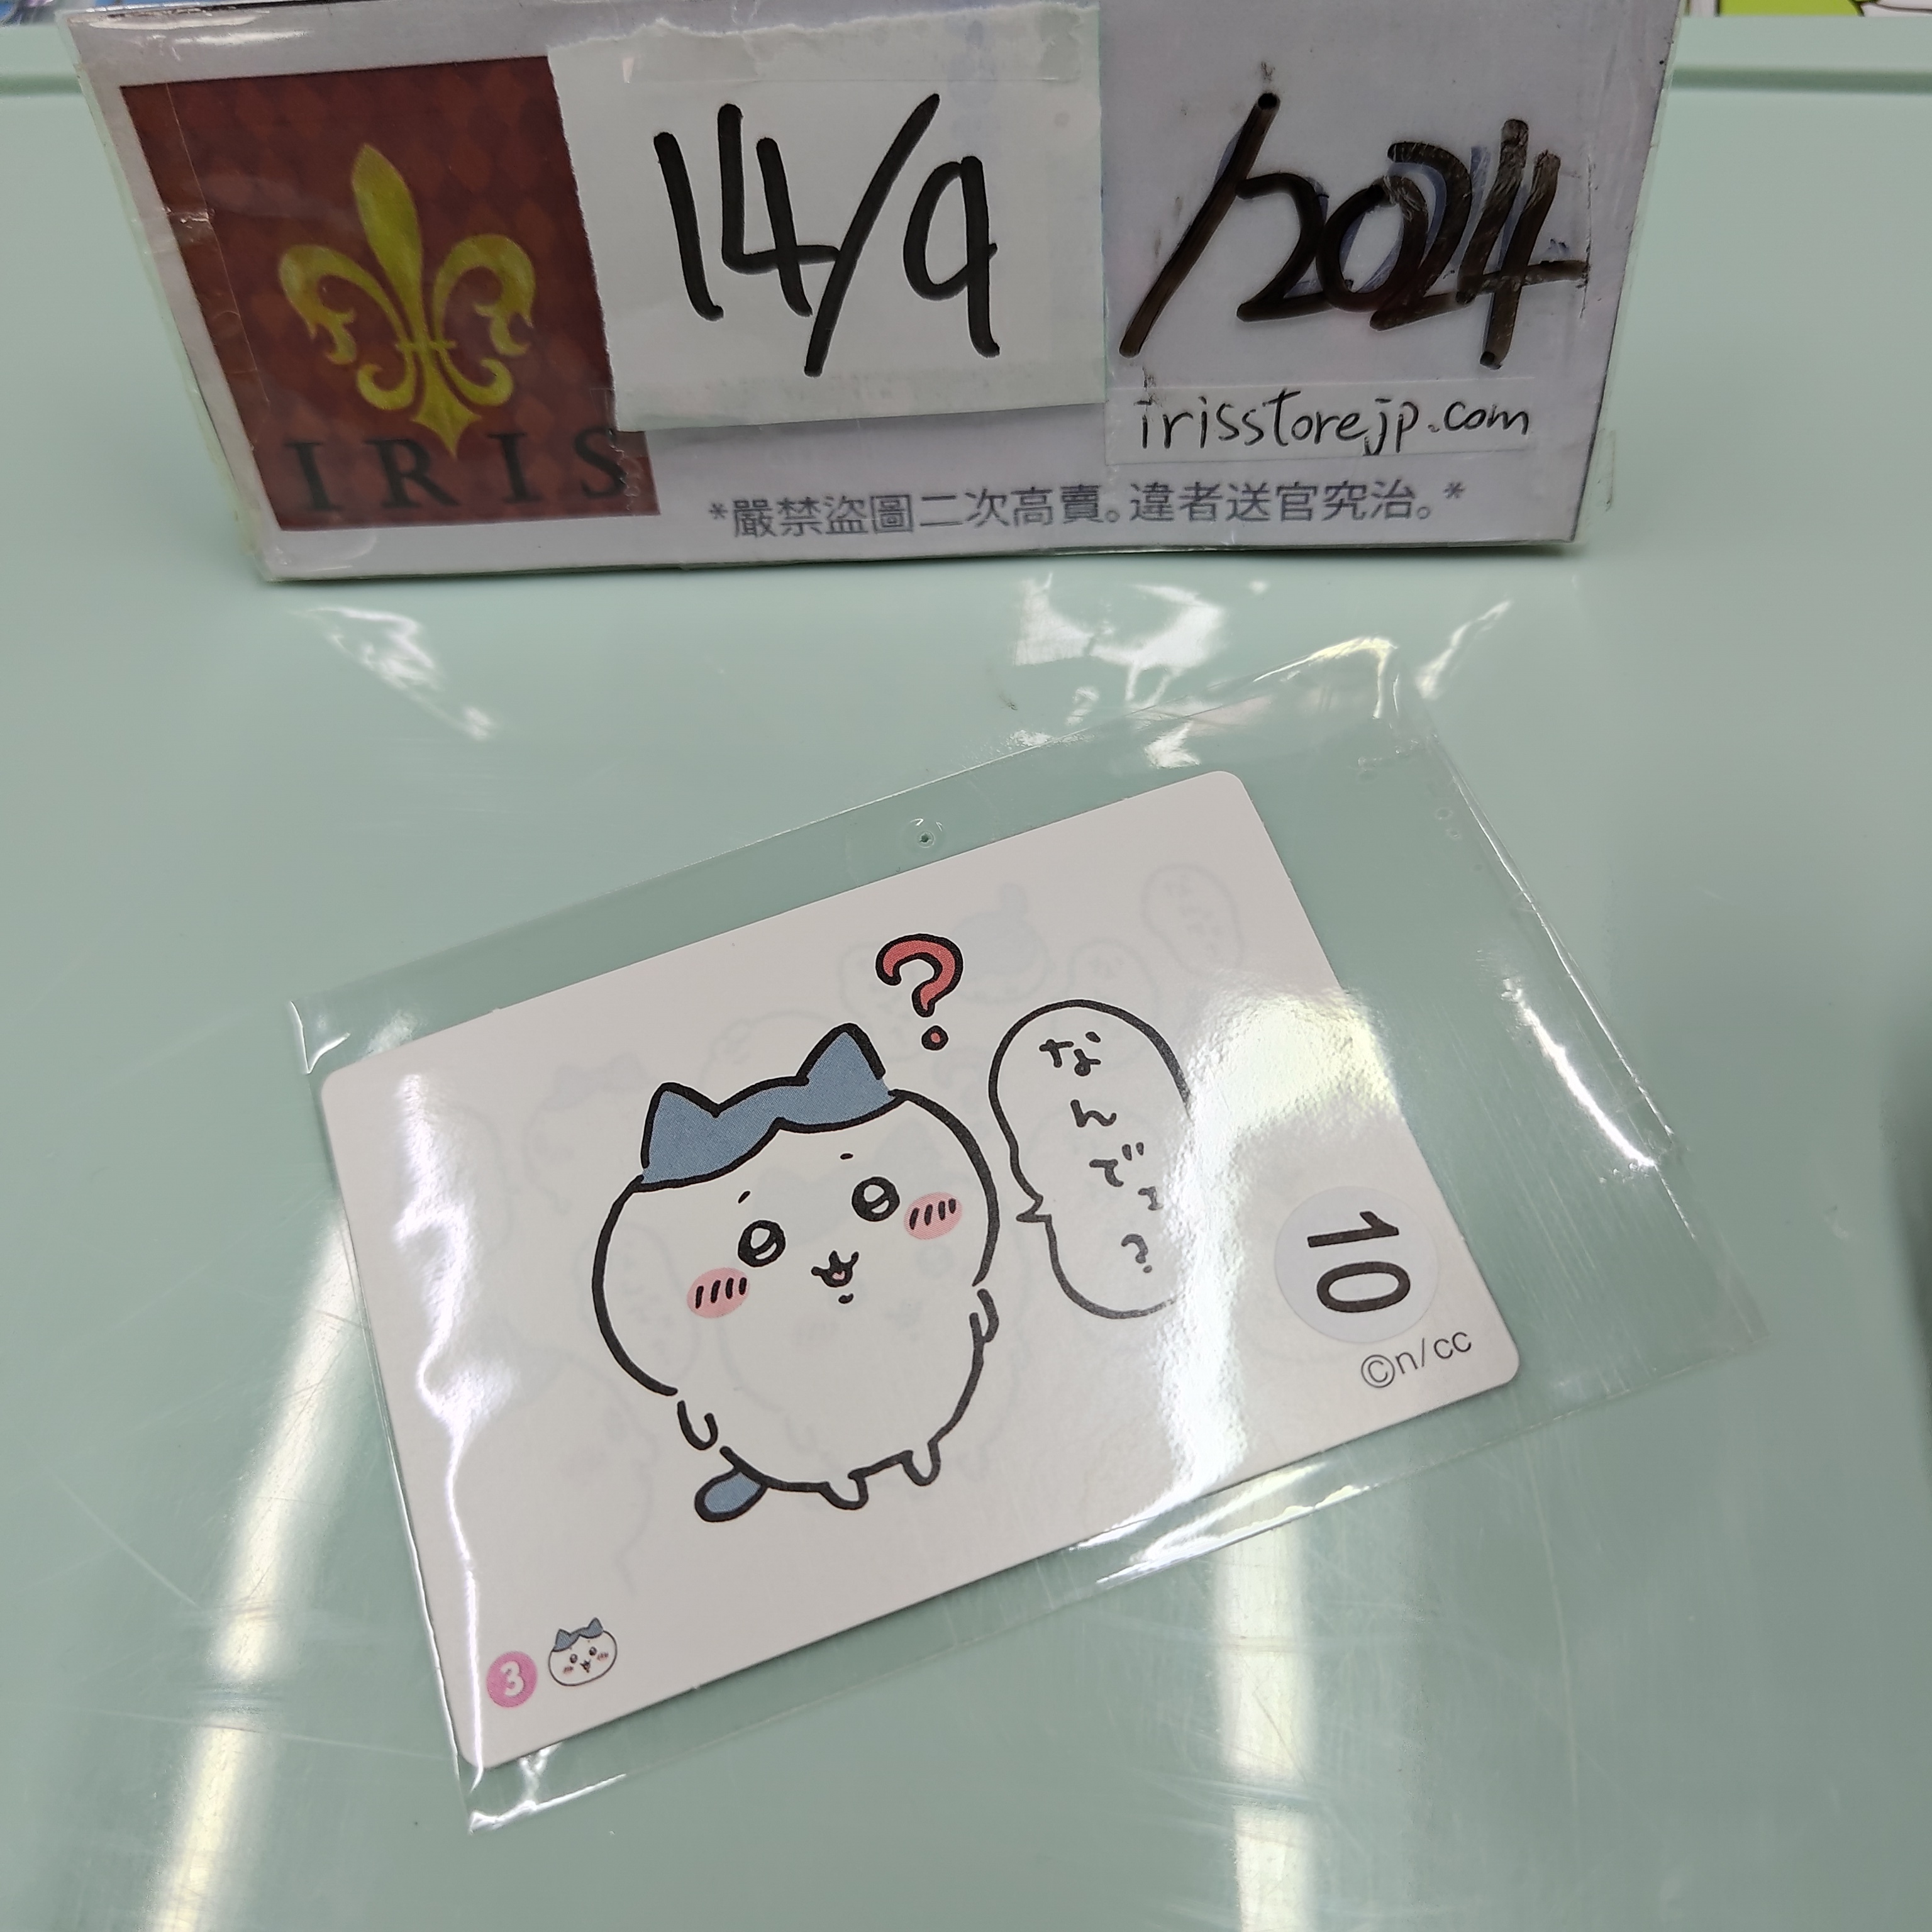 14/9
/2024
irisstorejp.com
IRIS
*嚴禁盜圖二次高賣。違者送官究治。*
?
なんでョ?
10
©n/cc
3